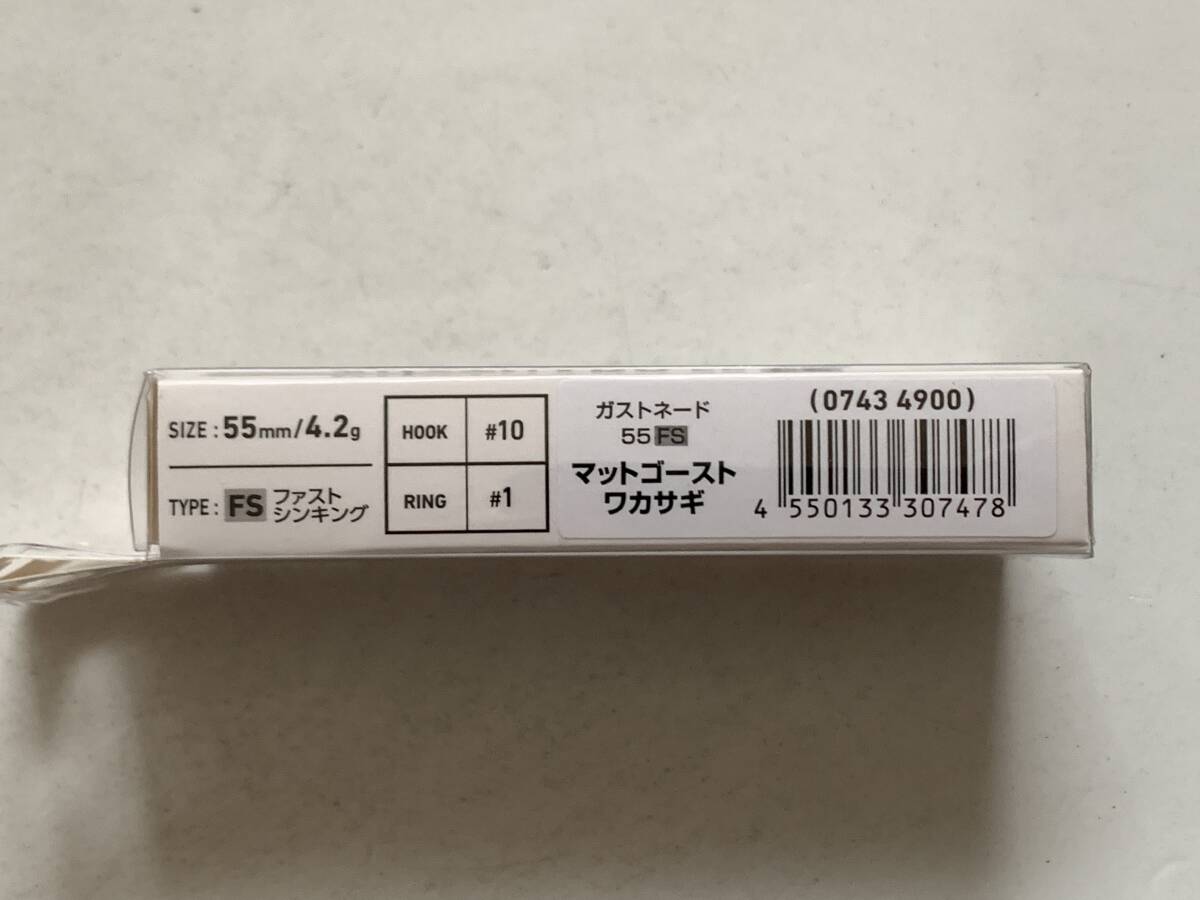 SIZE : 55mm/4.2g
TYPE : FS ファスト
シンキング
HOOK #10
RING #1
ガストネード
55 FS
マットゴースト
ワカサギ
(0743 4900)
4 550133 307478